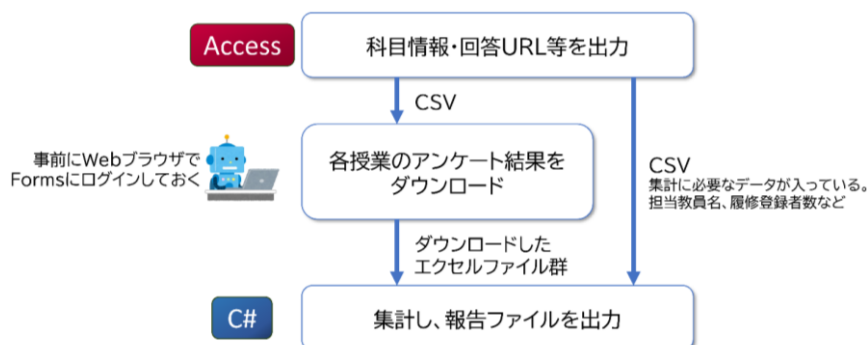 Access
科目情報・回答URL等を出力
CSV
事前にWebブラウザで
Formsにログインしておく
各授業のアンケート結果を
ダウンロード
CSV
集計に必要なデータが入っている。
担当教員名、履修登録者数など
ダウンロードした
エクセルファイル群
C#
集計し、報告ファイルを出力